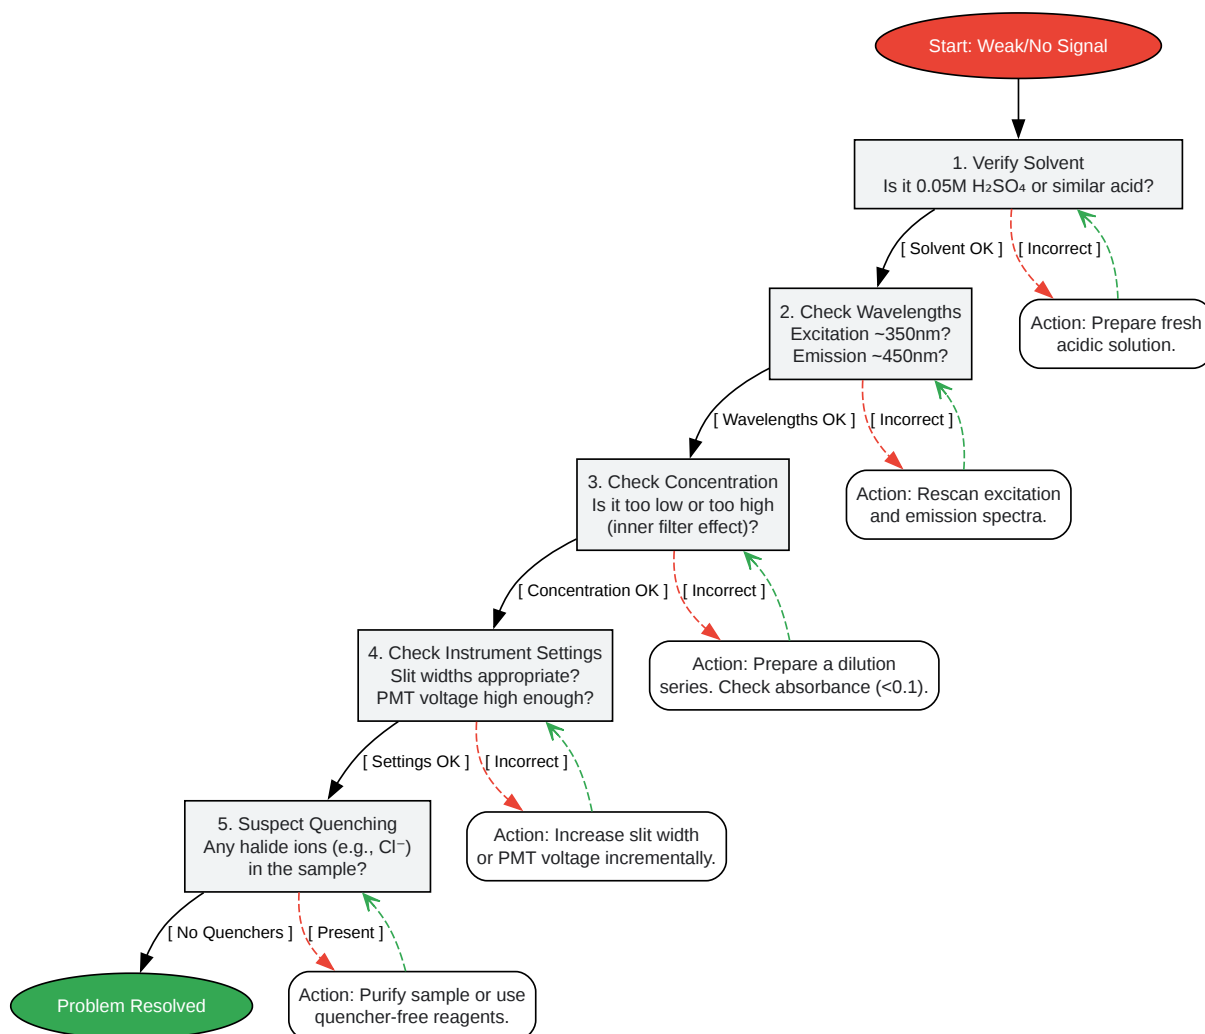 Start: Weak/No Signal
1. Verify Solvent
Is it 0.05M H₂SO₄ or similar acid?
[ Solvent OK ]
[ Incorrect ]
Action: Prepare fresh
acidic solution.
2. Check Wavelengths
Excitation ~350nm?
Emission ~450nm?
[ Wavelengths OK ]
[ Incorrect ]
Action: Rescan excitation
and emission spectra.
3. Check Concentration
Is it too low or too high
(inner filter effect)?
[ Concentration OK ]
[ Incorrect ]
Action: Prepare a dilution
series. Check absorbance (<0.1).
4. Check Instrument Settings
Slit widths appropriate?
PMT voltage high enough?
[ Settings OK ]
[ Incorrect ]
Action: Increase slit width
or PMT voltage incrementally.
5. Suspect Quenching
Any halide ions (e.g., Cl⁻)
in the sample?
[ No Quenchers ]
[ Present ]
Action: Purify sample or use
quencher-free reagents.
Problem Resolved